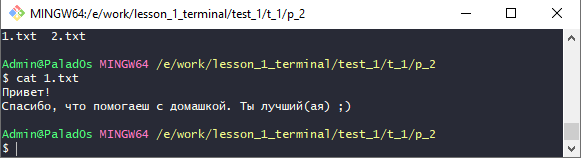 MINGW64:/e/work/lesson_1_terminal/test_1/t_1/p_2
1.txt  2.txt
Admin@PaladOs MINGW64 /e/work/lesson_1_terminal/test_1/t_1/p_2
$ cat 1.txt
Привет!
Спасибо, что помогаеш с домашкой. Ты лучший(ая) ;)
Admin@PaladOs MINGW64 /e/work/lesson_1_terminal/test_1/t_1/p_2
$